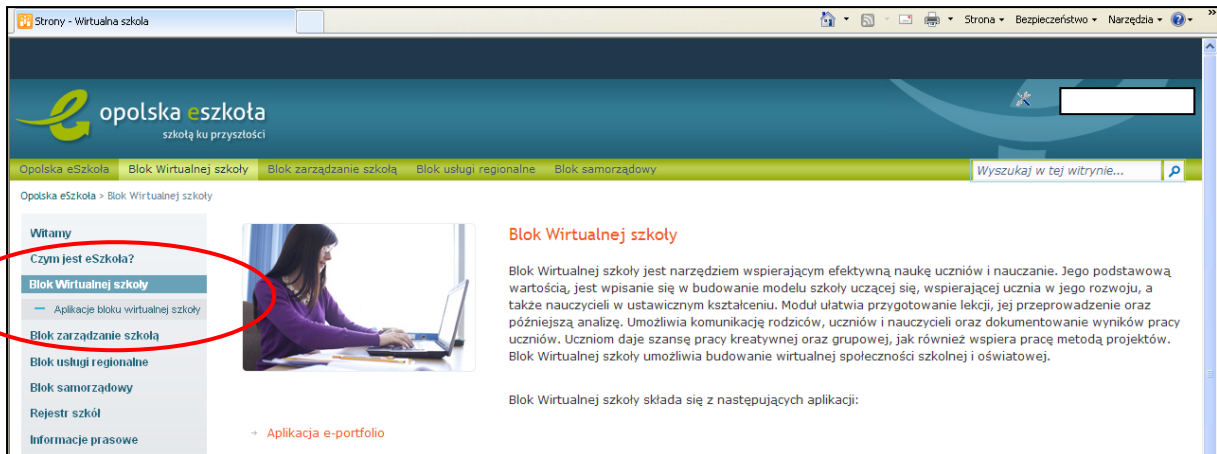 Strony - Wirtualna szkoła
Strona Bezpieczeństwo Narzędzia
opolska eszkoła
szkołą ku przyszłości
Opolska eSzkoła Blok Wirtualnej szkoły Blok zarządzanie szkołą Blok usługi regionalne Blok samorządowy Wyszukaj w tej witrynie...
Opolska eSzkoła > Blok Wirtualnej szkoły
Witamy
Czym jest eSzkoła?
Blok Wirtualnej szkoły
Aplikacje bloku wirtualnej szkoły
Blok zarządzanie szkołą
Blok usługi regionalne
Blok samorządowy
Rejestr szkół
Informacje prasowe
Blok Wirtualnej szkoły
Blok Wirtualnej szkoły jest narzędziem wspierającym efektywną naukę uczniów i nauczanie. Jego podstawową
wartością, jest wpisanie się w budowanie modelu szkoły uczącej się, wspierającej ucznia w jego rozwoju, a
także nauczycieli w ustawicznym kształceniu. Moduł ułatwia przygotowanie lekcji, jej przeprowadzenie oraz
późniejszą analizę. Umożliwia komunikację rodziców, uczniów i nauczycieli oraz dokumentowanie wyników pracy
uczniów. Uczniom daje szansę pracy kreatywnej oraz grupowej, jak również wspiera pracę metodą projektów.
Blok Wirtualnej szkoły umożliwia budowanie wirtualnej społeczności szkolnej i oświatowej.
Blok Wirtualnej szkoły składa się z następujących aplikacji:
Aplikacja e-portfolio